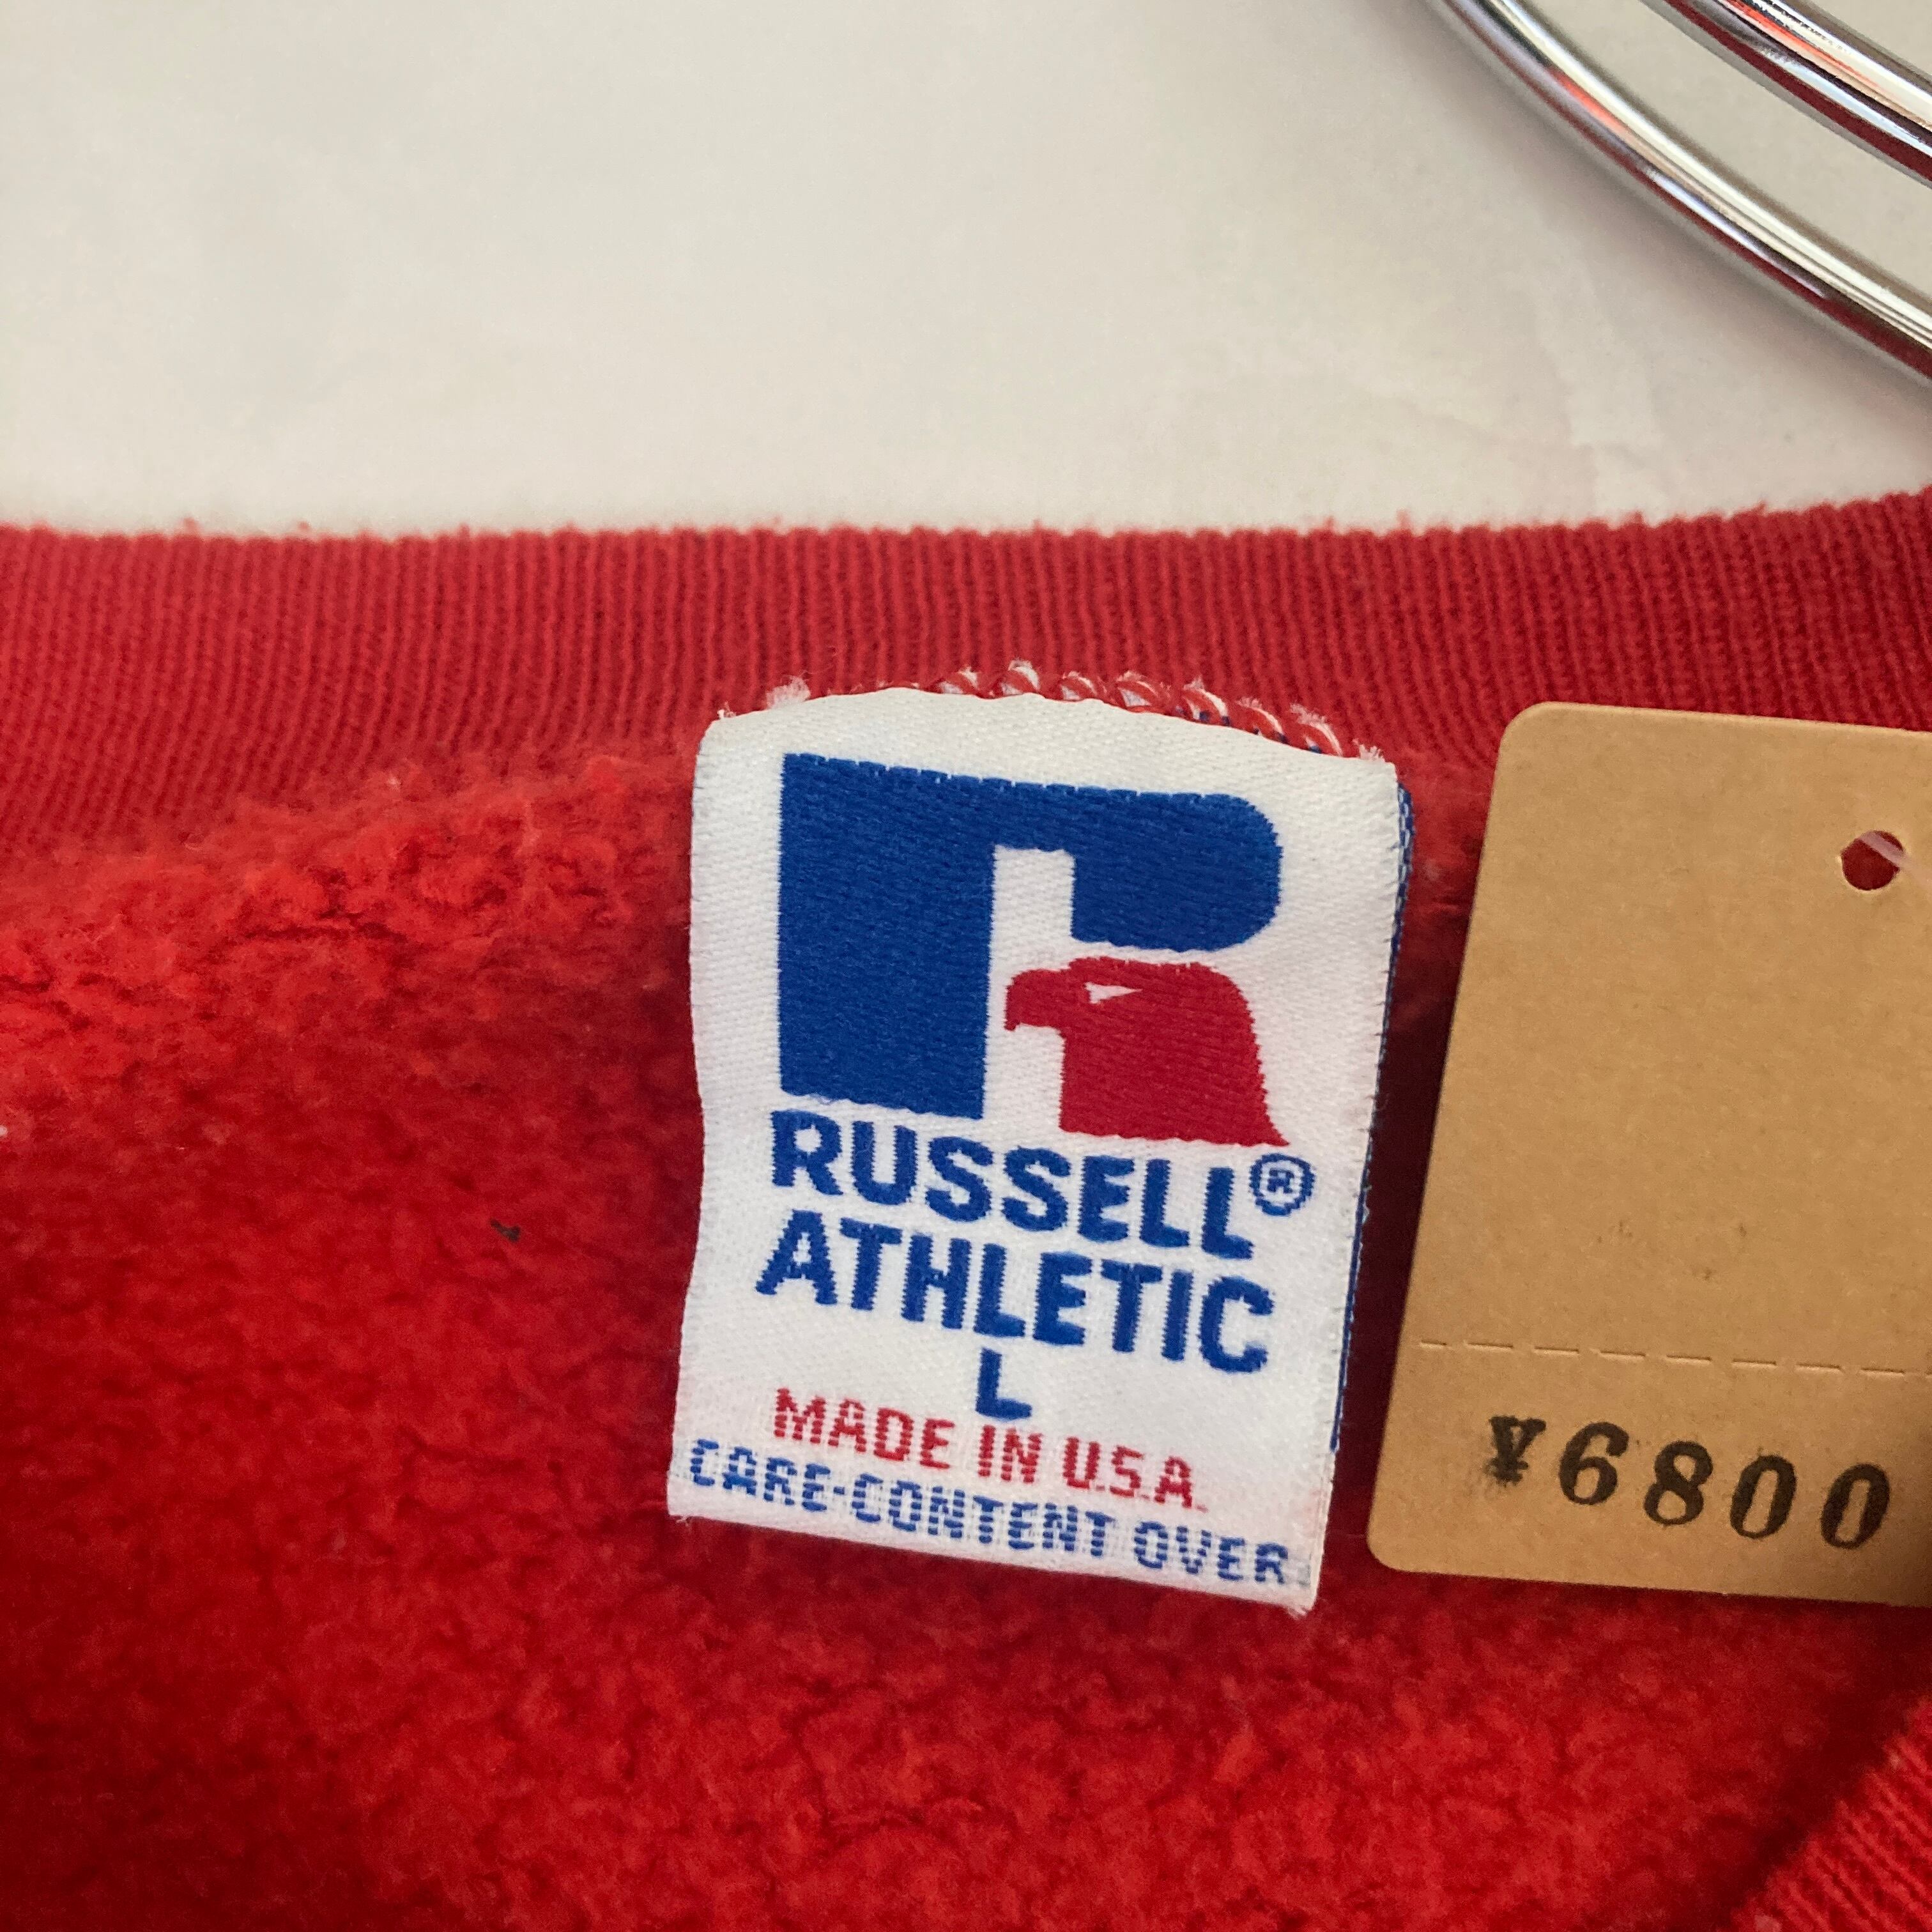 RUSSELL®
ATHLETIC
L
MADE IN U.S.A.
CARE-CONTENT OVER
¥6800